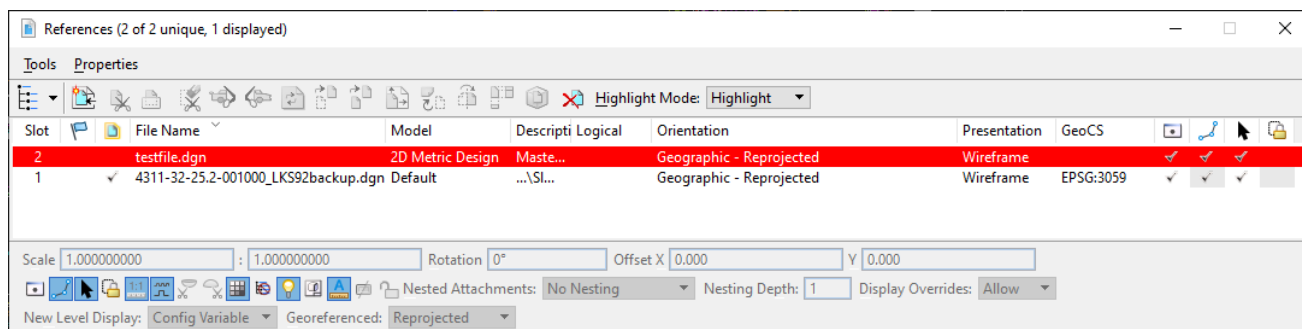 References (2 of 2 unique, 1 displayed)
Tools Properties
Highlight Mode: Highlight
Slot File Name Model Descripti Logical Orientation Presentation GeoCS
2 testfile.dgn 2D Metric Design Maste... Geographic - Reprojected Wireframe
1 4311-32-25.2-001000_LKS92backup.dgn Default ...\SI... Geographic - Reprojected Wireframe EPSG:3059
Scale 1.000000000 : 1.000000000 Rotation 0° Offset X 0.000 Y 0.000
1:1 A Nested Attachments: No Nesting Nesting Depth: 1 Display Overrides: Allow
New Level Display: Config Variable Georeferenced: Reprojected